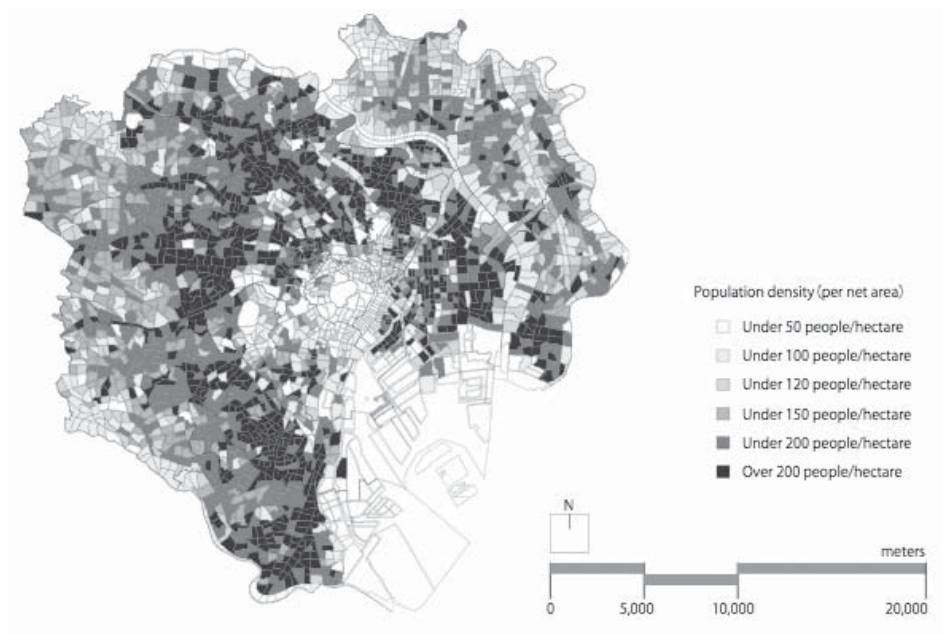 Population density (per net area)
Under 50 people/hectare
Under 100 people/hectare
Under 120 people/hectare
Under 150 people/hectare
Under 200 people/hectare
Over 200 people/hectare
N
meters
0 5,000 10,000 20,000